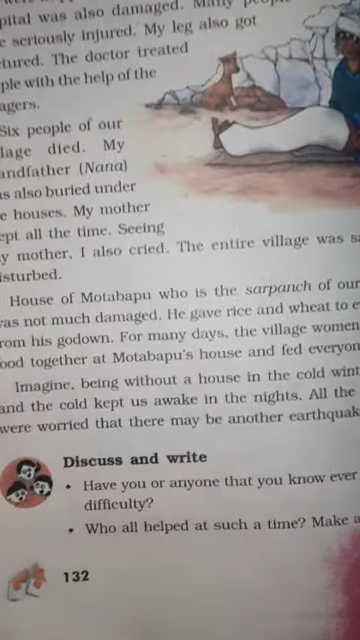 pital was also damaged. Many people
e seriously injured. My leg also got
tured. The doctor treated
ple with the help of the
agers.
Six people of our
lage died. My
andfather (Nana)
as also buried under
e houses. My mother
ept all the time. Seeing
y mother, I also cried. The entire village was
isturbed.
House of Motabapu who is the sarpanch of our
was not much damaged. He gave rice and wheat to
rom his godown. For many days, the village women
ood together at Motabapu's house and fed everyon
Imagine, being without a house in the cold wint
and the cold kept us awake in the nights. All the
were worried that there may be another earthquak
Discuss and write
• Have you or anyone that you know ever
difficulty?
• Who all helped at such a time? Make a
132